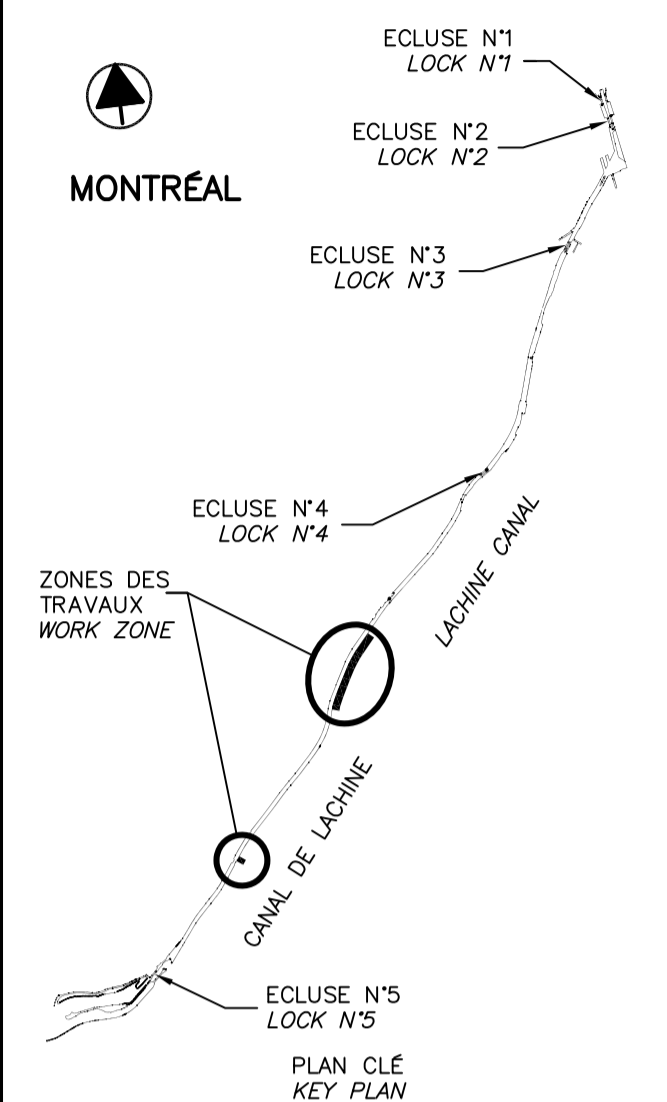 ECLUSE N°1
LOCK N°1
ECLUSE N°2
LOCK N°2
MONTRÉAL
ECLUSE N°3
LOCK N°3
ECLUSE N°4
LOCK N°4
LACHINE CANAL
ZONES DES
TRAVAUX
WORK ZONE
CANAL DE LACHINE
ECLUSE N°5
LOCK N°5
PLAN CLÉ
KEY PLAN